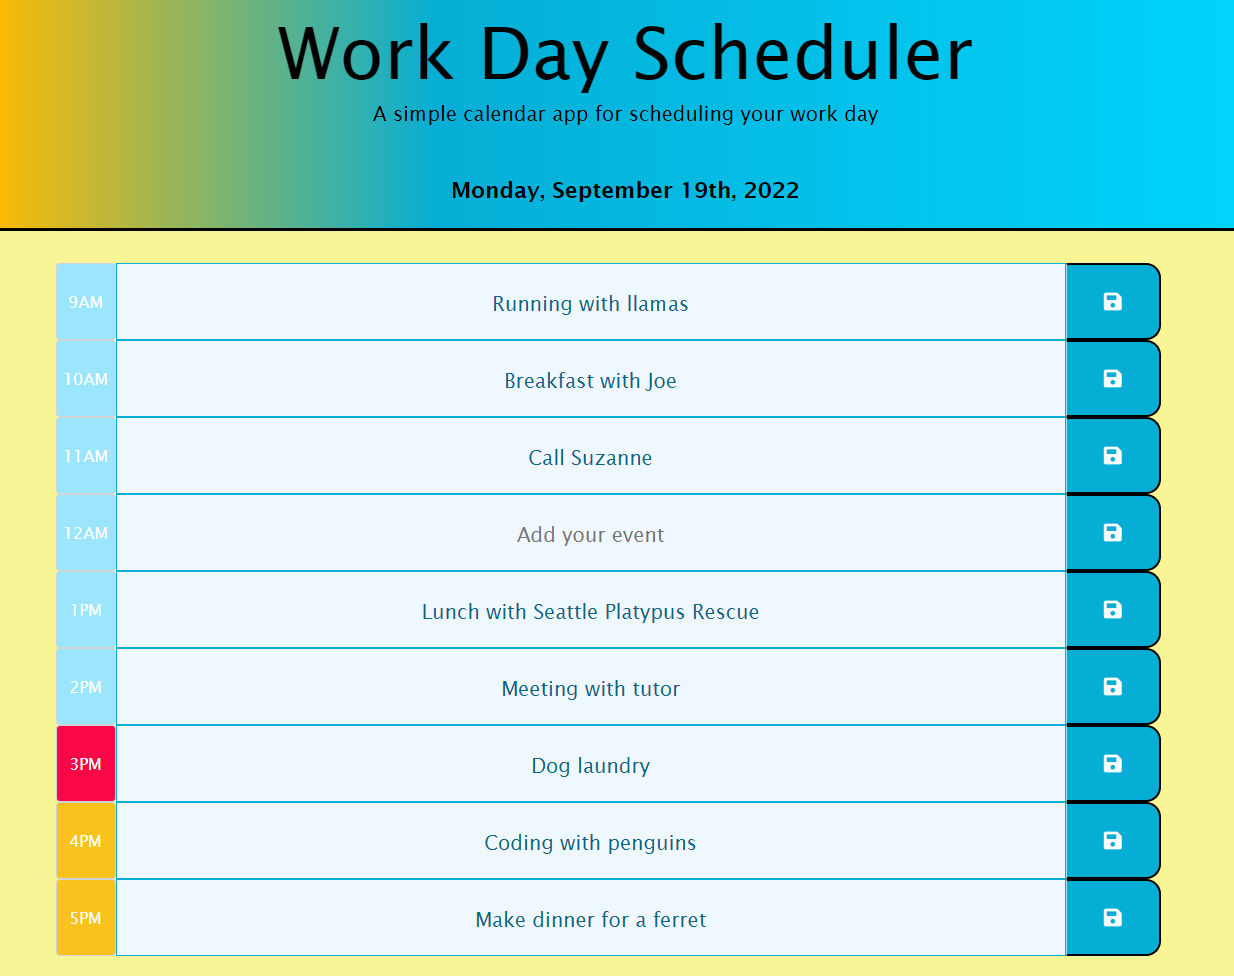 Work Day Scheduler
A simple calendar app for scheduling your work day
Monday, September 19th, 2022
9AM Running with llamas
10AM Breakfast with Joe
11AM Call Suzanne
12AM Add your event
1PM Lunch with Seattle Platypus Rescue
2PM Meeting with tutor
3PM Dog laundry
4PM Coding with penguins
5PM Make dinner for a ferret